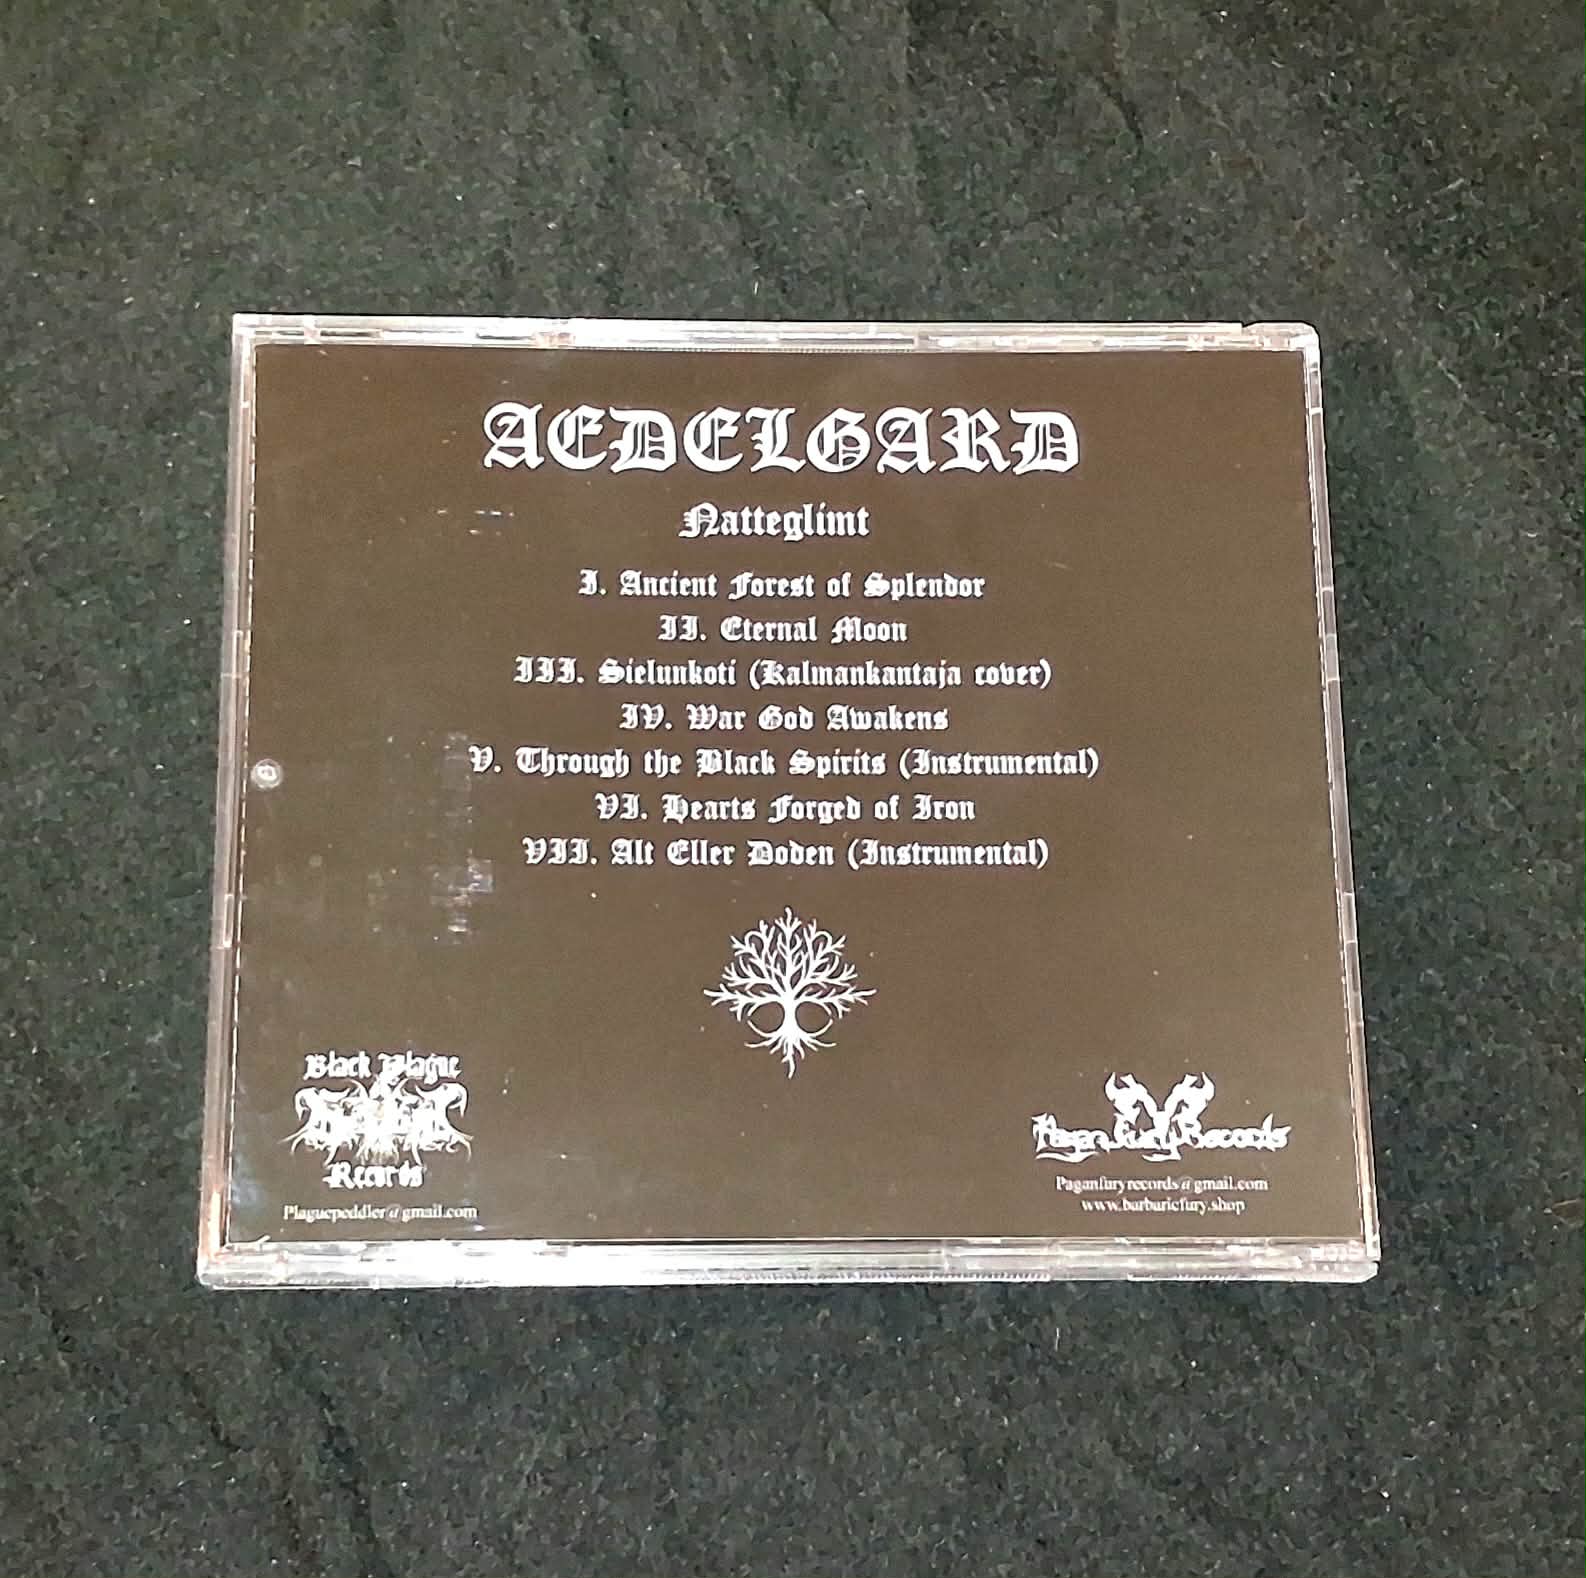 AEDELGARD
Natteglimt
I. Ancient Forest of Splendor
II. Eternal Moon
III. Sielunkoti (Kalmankantaja cover)
IV. War God Awakens
V. Through the Black Spirits (Instrumental)
VI. Hearts Forged of Iron
VII. Alt Eller Doden (Instrumental)
Black Plague
Records
Plaguepeddler@gmail.com
Pagan Fury Records
Paganfuryrecords@gmail.com
www.barbaricfury.shop